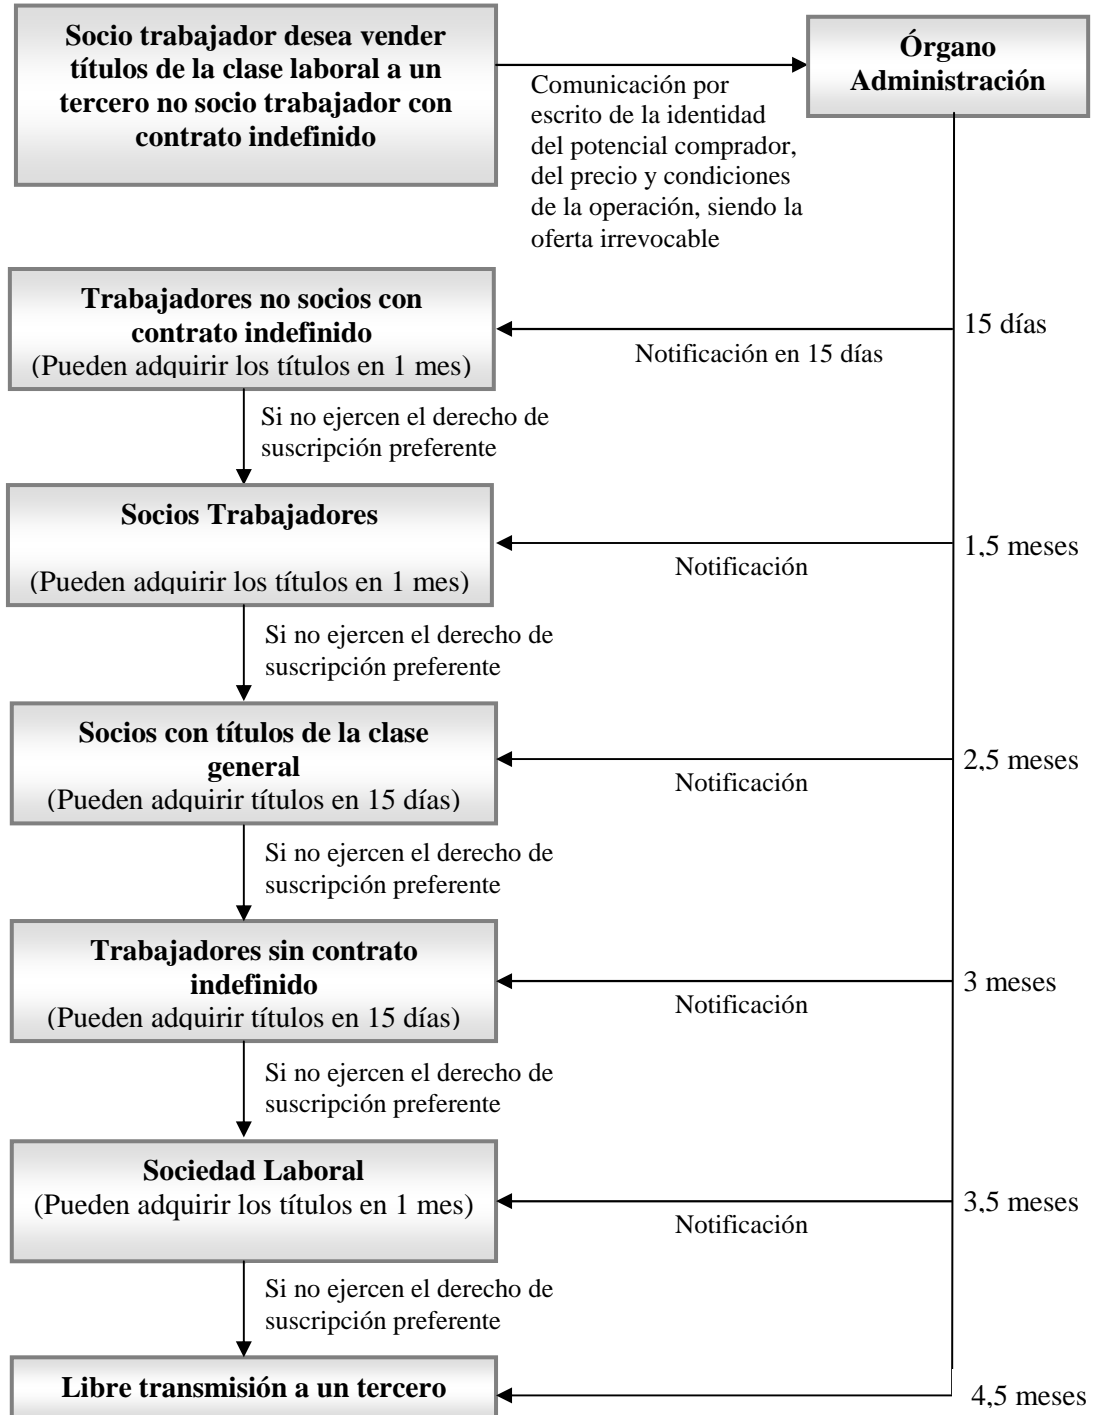 Socio trabajador desea vender
títulos de la clase laboral a un
tercero no socio trabajador con
contrato indefinido
Órgano
Administración
Comunicación por
escrito de la identidad
del potencial comprador,
del precio y condiciones
de la operación, siendo la
oferta irrevocable
Trabajadores no socios con
contrato indefinido
(Pueden adquirir los títulos en 1 mes)
15 días
Notificación en 15 días
Si no ejercen el derecho de
suscripción preferente
Socios Trabajadores
(Pueden adquirir los títulos en 1 mes)
1,5 meses
Notificación
Si no ejercen el derecho de
suscripción preferente
Socios con títulos de la clase
general
(Pueden adquirir títulos en 15 días)
2,5 meses
Notificación
Si no ejercen el derecho de
suscripción preferente
Trabajadores sin contrato
indefinido
(Pueden adquirir títulos en 15 días)
3 meses
Notificación
Si no ejercen el derecho de
suscripción preferente
Sociedad Laboral
(Pueden adquirir los títulos en 1 mes)
3,5 meses
Notificación
Si no ejercen el derecho de
suscripción preferente
Libre transmisión a un tercero
4,5 meses